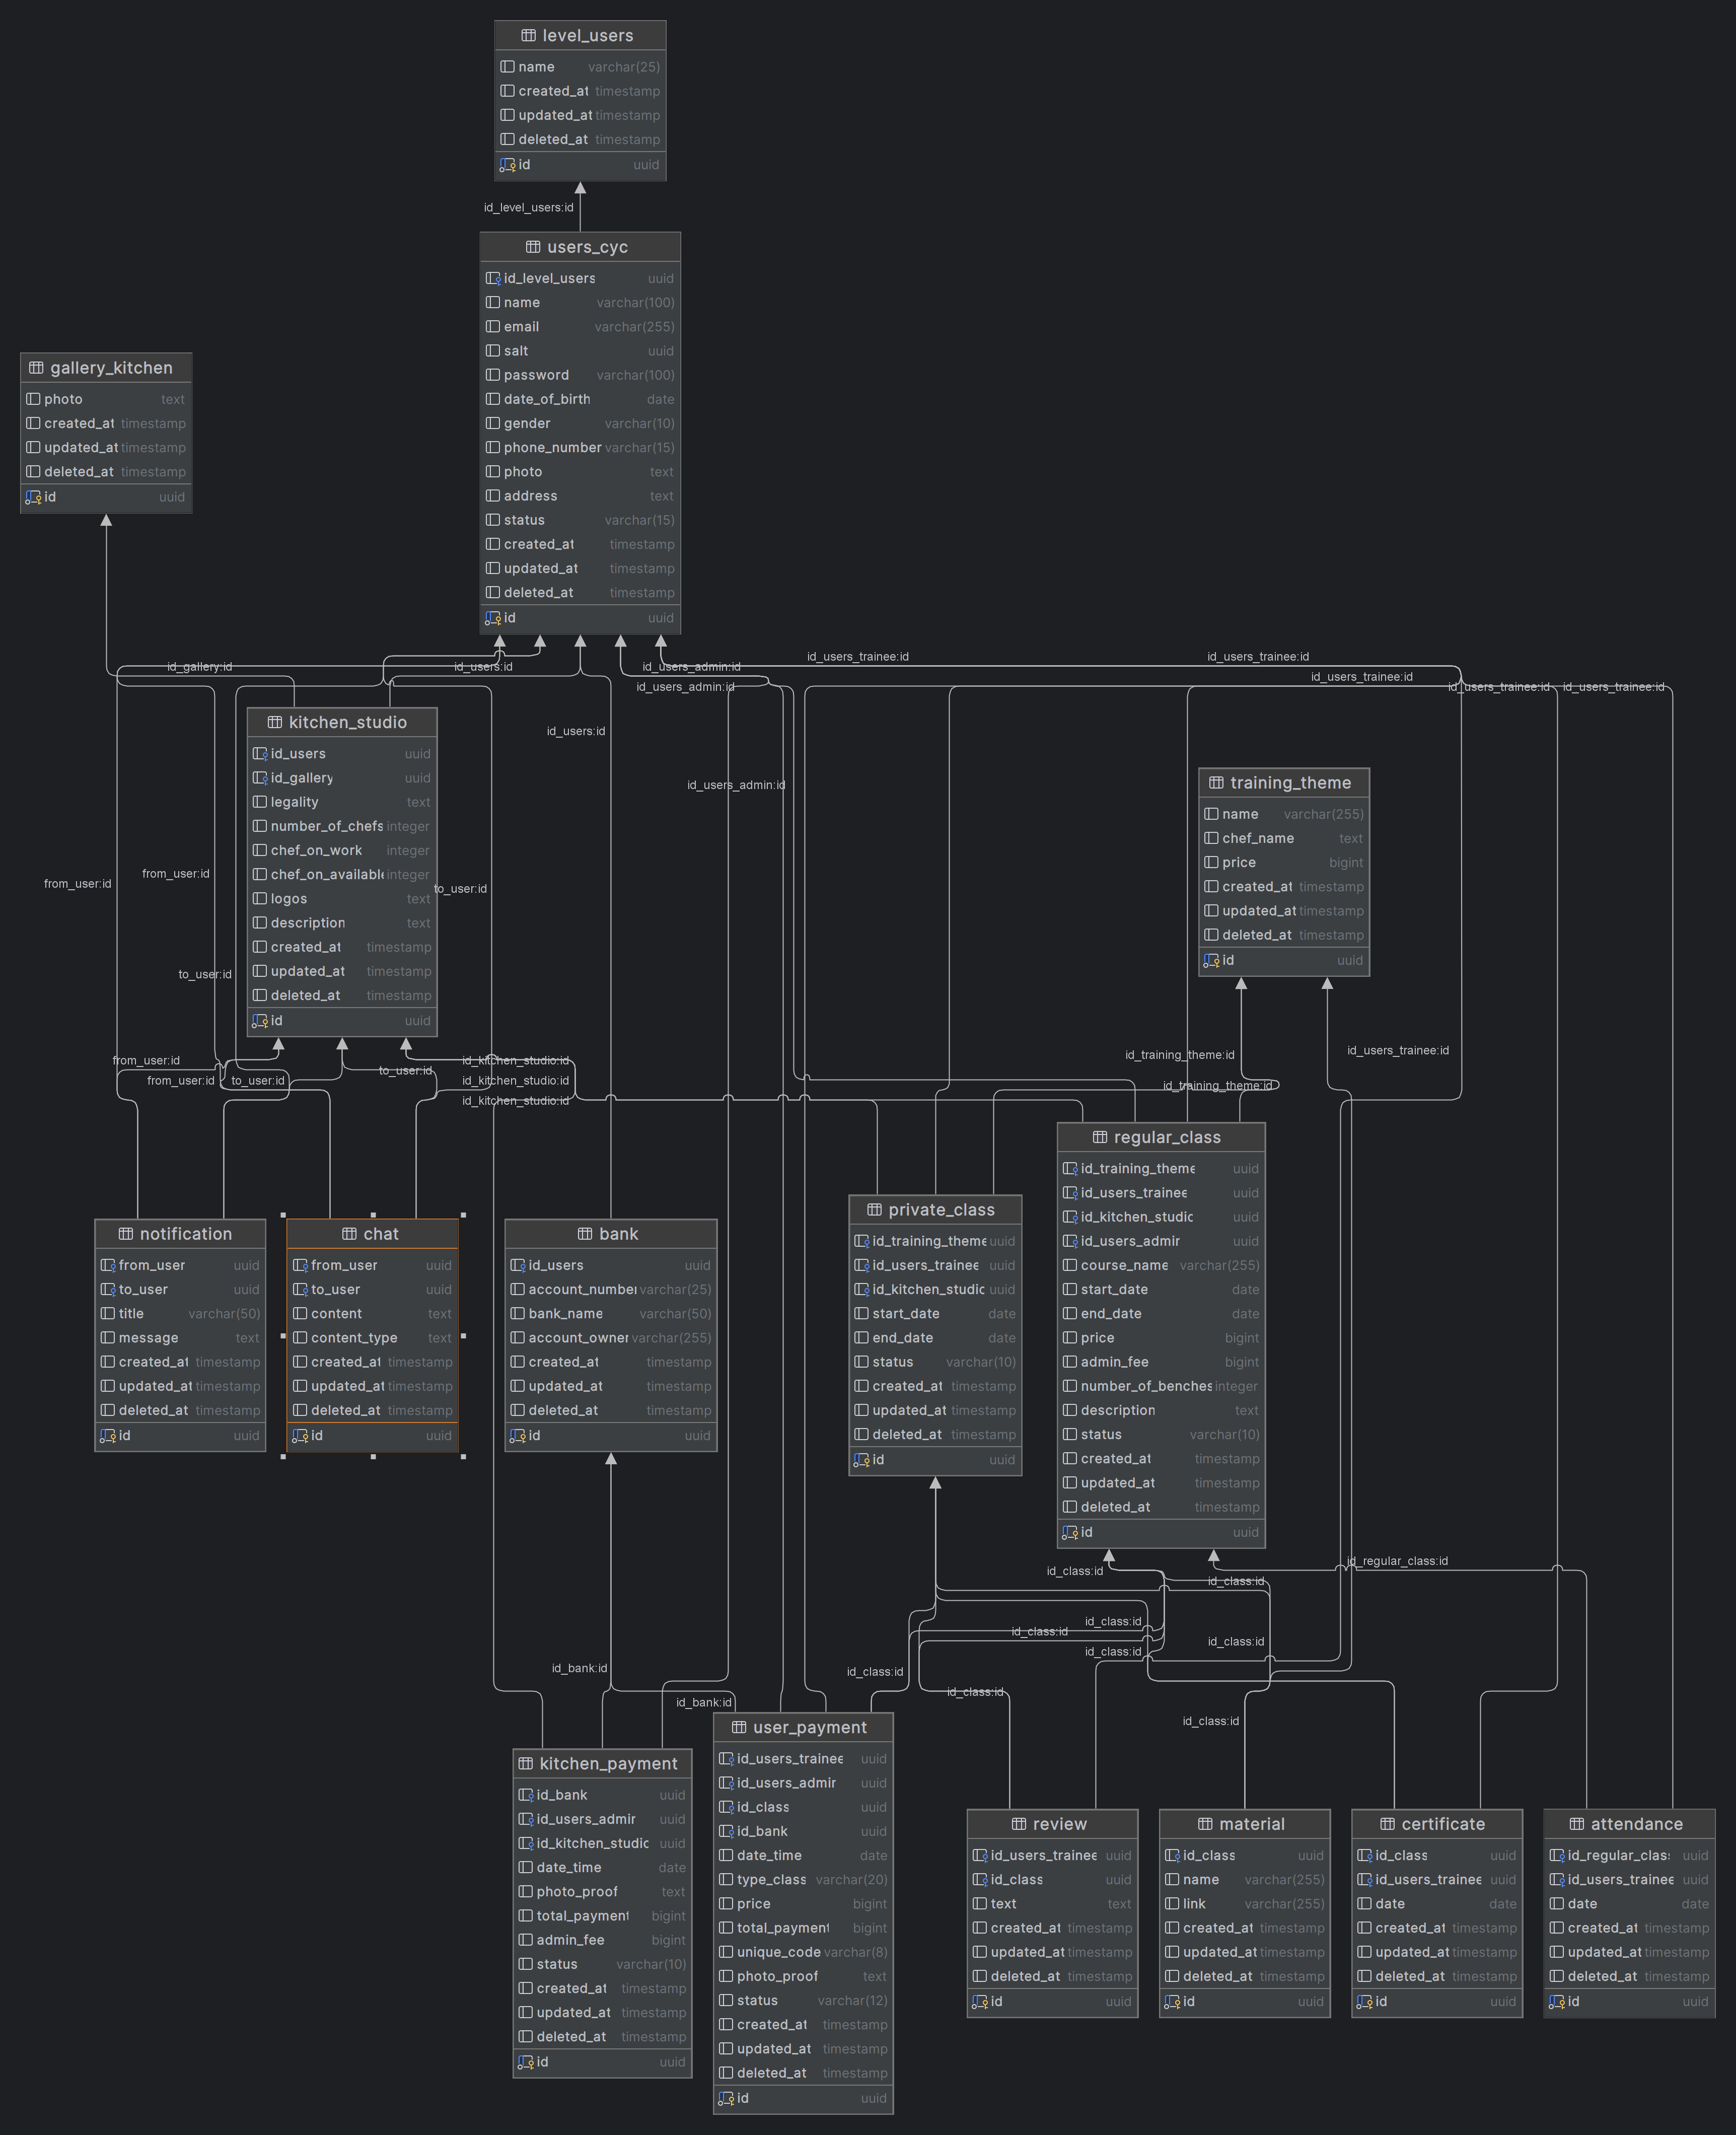 level_users
name varchar(25)
created_at timestamp
updated_at timestamp
deleted_at timestamp
id uuid
id_level_users:id
users_cyc
id_level_users uuid
name varchar(100)
email varchar(255)
salt uuid
password varchar(100)
date_of_birth date
gender varchar(10)
phone_number varchar(15)
photo text
address text
status varchar(15)
created_at timestamp
updated_at timestamp
deleted_at timestamp
id uuid
gallery_kitchen
photo text
created_at timestamp
updated_at timestamp
deleted_at timestamp
id uuid
id_gallery:id
id_users:id
id_users_admin:id
id_users_trainee:id
id_users_trainee:id
id_users_admin:id
id_users_trainee:id
id_users_trainee:id
id_users_trainee:id
id_users:id
id_users_admin:id
kitchen_studio
id_users uuid
id_gallery uuid
legality text
number_of_chefs integer
chef_on_work integer
chef_on_available integer
logos text
description text
created_at timestamp
updated_at timestamp
deleted_at timestamp
id uuid
training_theme
name varchar(255)
chef_name text
price bigint
created_at timestamp
updated_at timestamp
deleted_at timestamp
id uuid
from_user:id
from_user:id
to_user:id
to_user:id
from_user:id
from_user:id
to_user:id
to_user:id
id_kitchen_studio:id
id_kitchen_studio:id
id_kitchen_studio:id
id_training_theme:id
id_users_trainee:id
id_training_theme:id
notification
from_user uuid
to_user uuid
title varchar(50)
message text
created_at timestamp
updated_at timestamp
deleted_at timestamp
id uuid
chat
from_user uuid
to_user uuid
content text
content_type text
created_at timestamp
updated_at timestamp
deleted_at timestamp
id uuid
bank
id_users uuid
account_number varchar(25)
bank_name varchar(50)
account_owner varchar(255)
created_at timestamp
updated_at timestamp
deleted_at timestamp
id uuid
private_class
id_training_theme uuid
id_users_trainee uuid
id_kitchen_studio uuid
start_date date
end_date date
status varchar(10)
created_at timestamp
updated_at timestamp
deleted_at timestamp
id uuid
regular_class
id_training_theme uuid
id_users_trainee uuid
id_kitchen_studio uuid
id_users_admin uuid
course_name varchar(255)
start_date date
end_date date
price bigint
admin_fee bigint
number_of_benches integer
description text
status varchar(10)
created_at timestamp
updated_at timestamp
deleted_at timestamp
id uuid
id_regular_class:id
id_class:id
id_class:id
id_class:id
id_class:id
id_class:id
id_class:id
id_class:id
id_class:id
id_class:id
id_bank:id
id_bank:id
kitchen_payment
id_bank uuid
id_users_admin uuid
id_kitchen_studio uuid
date_time date
photo_proof text
total_payment bigint
admin_fee bigint
status varchar(10)
created_at timestamp
updated_at timestamp
deleted_at timestamp
id uuid
user_payment
id_users_trainee uuid
id_users_admin uuid
id_class uuid
id_bank uuid
date_time date
type_class varchar(20)
price bigint
total_payment bigint
unique_code varchar(8)
photo_proof text
status varchar(12)
created_at timestamp
updated_at timestamp
deleted_at timestamp
id uuid
review
id_users_trainee uuid
id_class uuid
text text
created_at timestamp
updated_at timestamp
deleted_at timestamp
id uuid
material
id_class uuid
name varchar(255)
link varchar(255)
created_at timestamp
updated_at timestamp
deleted_at timestamp
id uuid
certificate
id_class uuid
id_users_trainee uuid
date date
created_at timestamp
updated_at timestamp
deleted_at timestamp
id uuid
attendance
id_regular_class uuid
id_users_trainee uuid
date date
created_at timestamp
updated_at timestamp
deleted_at timestamp
id uuid